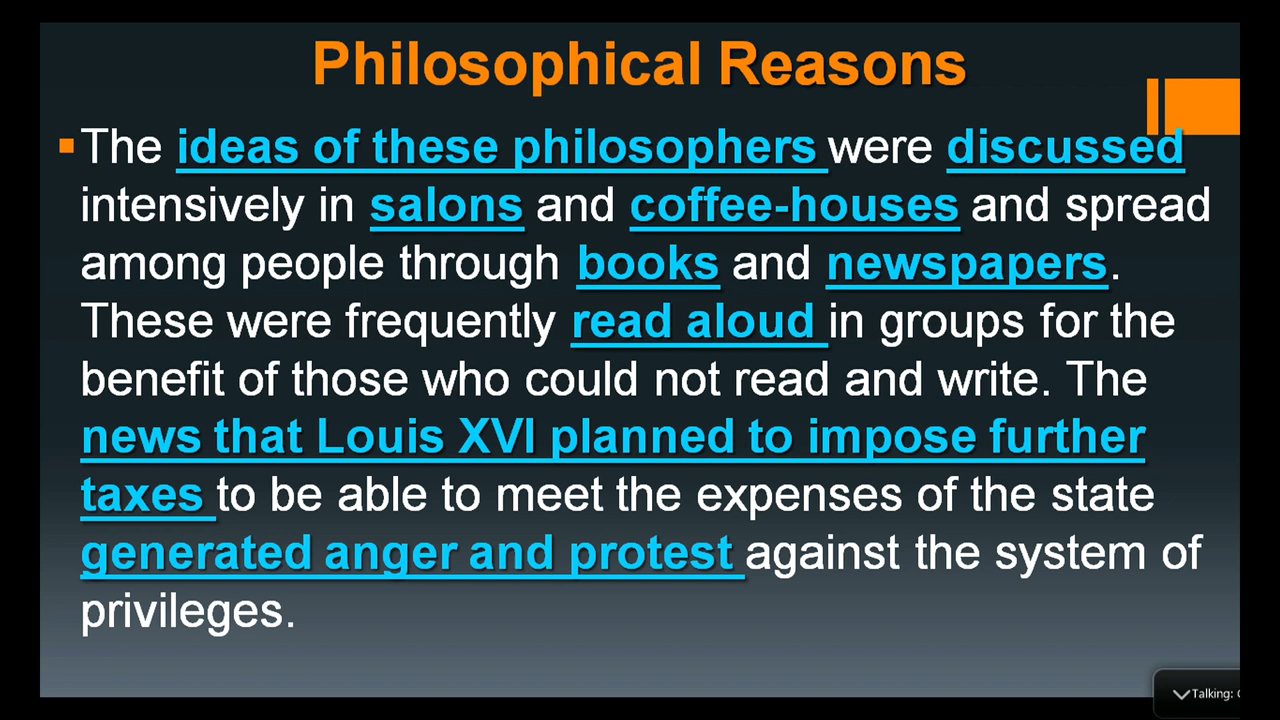 Philosophical Reasons
The ideas of these philosophers were discussed
intensively in salons and coffee-houses and spread
among people through books and newspapers.
These were frequently read aloud in groups for the
benefit of those who could not read and write. The
news that Louis XVI planned to impose further
taxes to be able to meet the expenses of the state
generated anger and protest against the system of
privileges.
Talking: